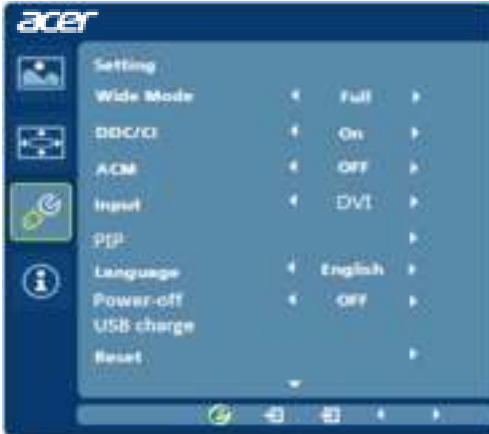 acer
Setting
Wide Mode Full
DDC/CI On
ACM OFF
Input DVI
PIP
Language English
Power-off OFF
USB charge
Reset